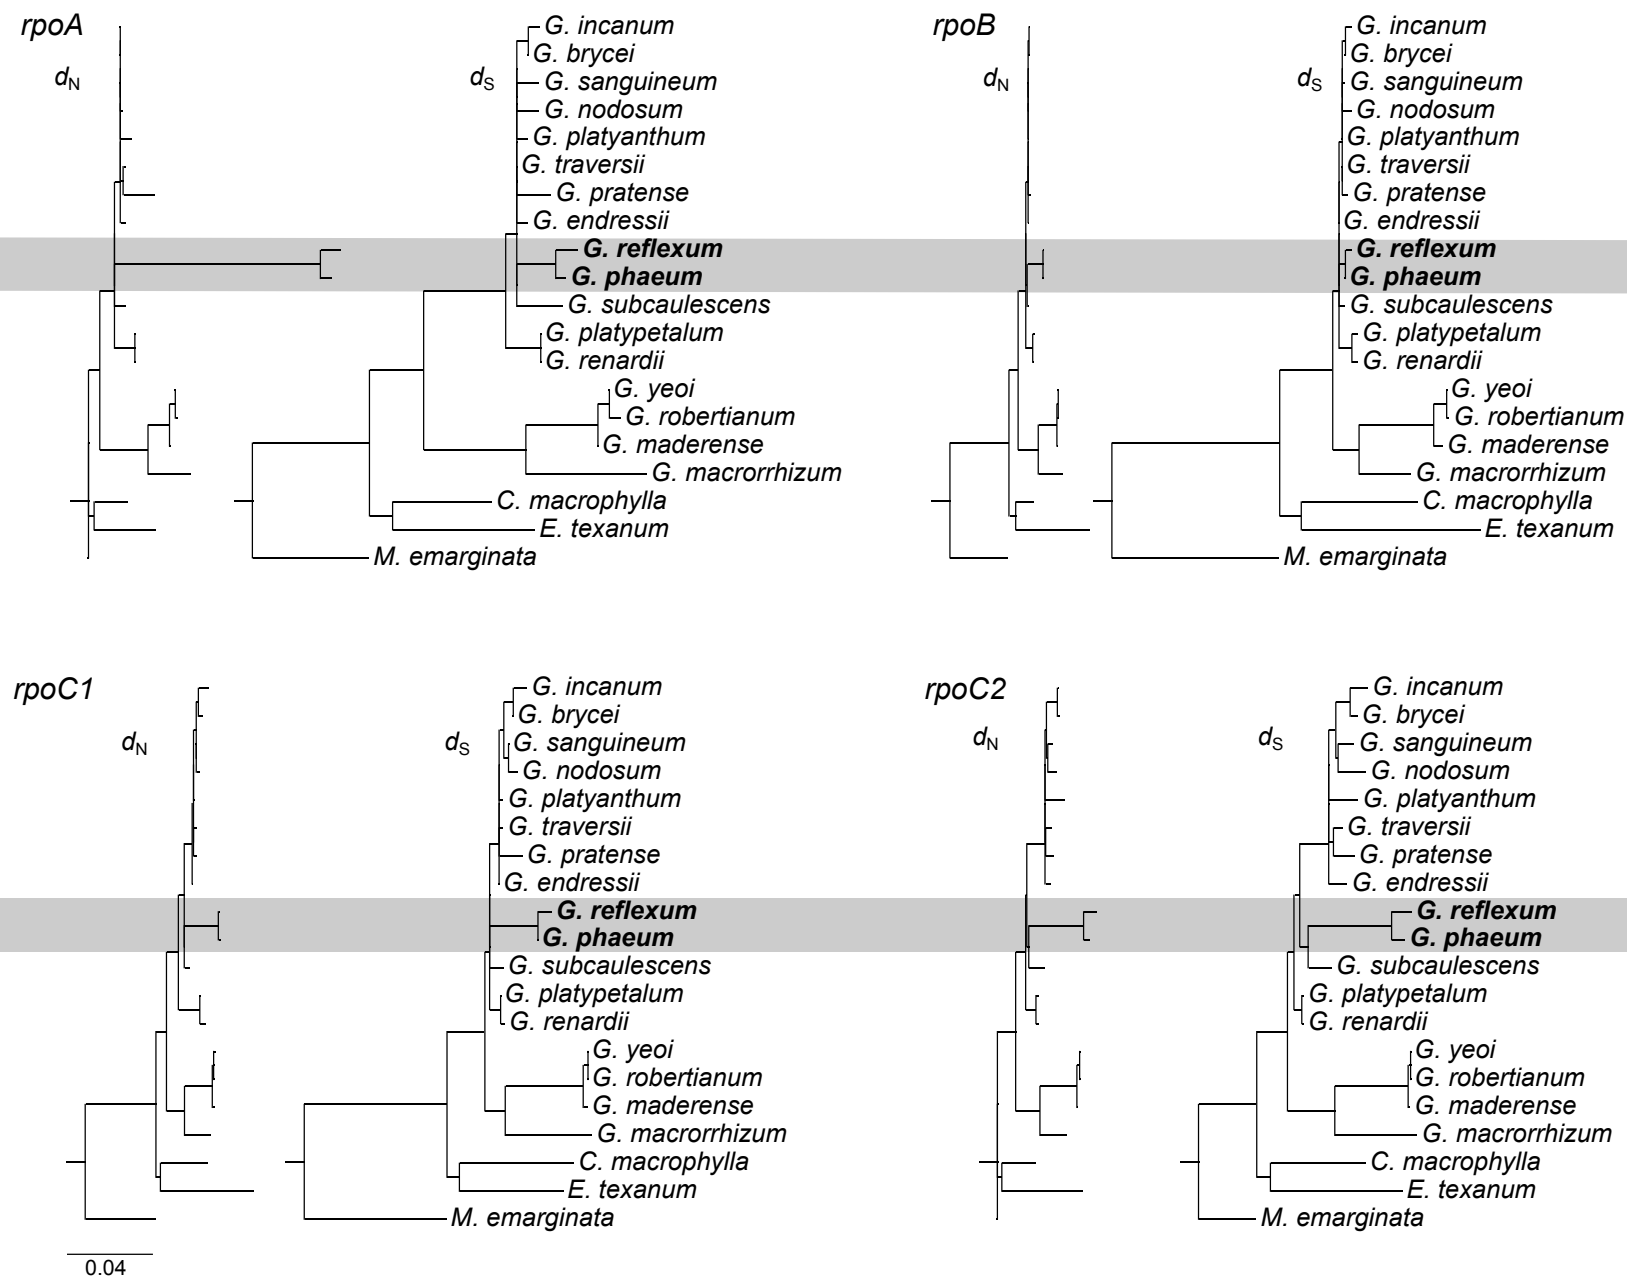 rpoA
dN
dS
G. incanum
G. brycei
G. sanguineum
G. nodosum
G. platyanthum
G. traversii
G. pratense
G. endressii
G. reflexum
G. phaeum
G. subcaulescens
G. platypetalum
G. renardii
G. yeoi
G. robertianum
G. maderense
G. macrorrhizum
C. macrophylla
E. texanum
M. emarginata
rpoB
dN
dS
G. incanum
G. brycei
G. sanguineum
G. nodosum
G. platyanthum
G. traversii
G. pratense
G. endressii
G. reflexum
G. phaeum
G. subcaulescens
G. platypetalum
G. renardii
G. yeoi
G. robertianum
G. maderense
G. macrorrhizum
C. macrophylla
E. texanum
M. emarginata
rpoC1
dN
dS
G. incanum
G. brycei
G. sanguineum
G. nodosum
G. platyanthum
G. traversii
G. pratense
G. endressii
G. reflexum
G. phaeum
G. subcaulescens
G. platypetalum
G. renardii
G. yeoi
G. robertianum
G. maderense
G. macrorrhizum
C. macrophylla
E. texanum
M. emarginata
0.04
rpoC2
dN
dS
G. incanum
G. brycei
G. sanguineum
G. nodosum
G. platyanthum
G. traversii
G. pratense
G. endressii
G. reflexum
G. phaeum
G. subcaulescens
G. platypetalum
G. renardii
G. yeoi
G. robertianum
G. maderense
G. macrorrhizum
C. macrophylla
E. texanum
M. emarginata